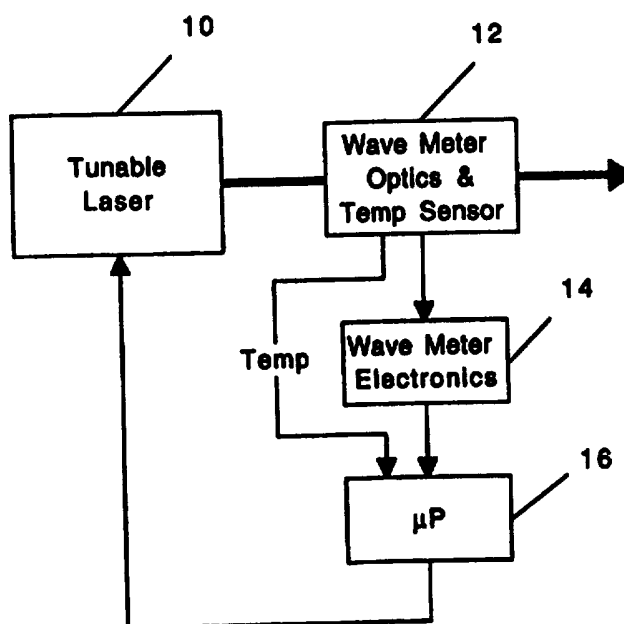 10
12
Tunable
Laser
Wave Meter
Optics &
Temp Sensor
14
Temp
Wave Meter
Electronics
16
μP